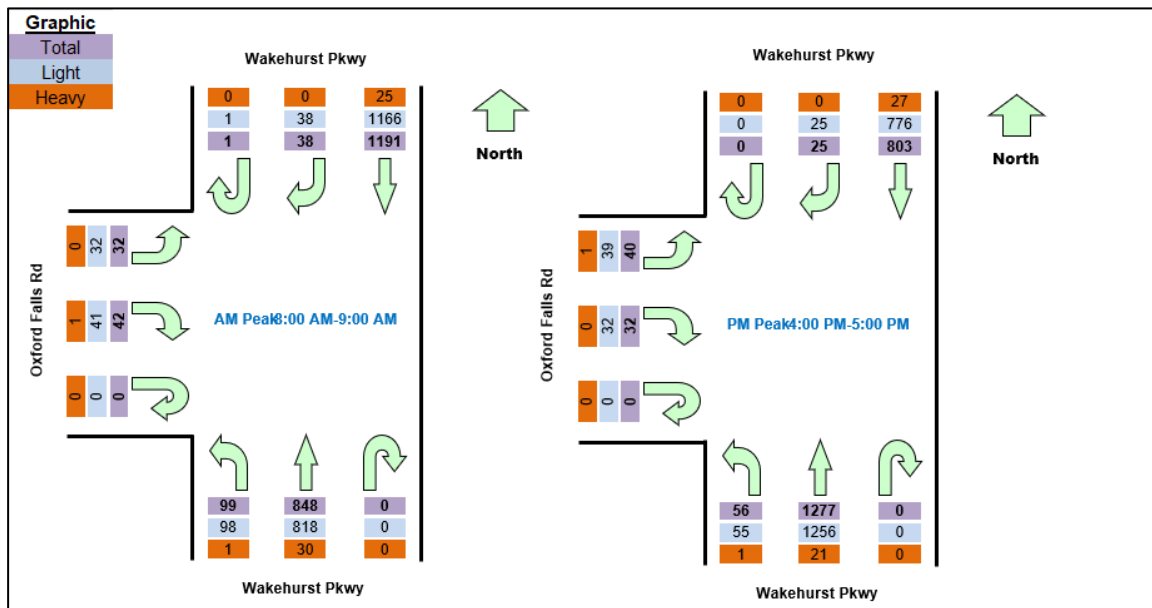 Graphic
Total
Light
Heavy
Wakehurst Pkwy
0 0 25
1 38 1166
1 38 1191
North
Oxford Falls Rd
0 32 32
1 41 42
0 0 0
AM Peak8:00 AM-9:00 AM
99 848 0
98 818 0
1 30 0
Wakehurst Pkwy
Wakehurst Pkwy
0 0 27
0 25 776
0 25 803
North
Oxford Falls Rd
1 39 40
0 32 32
0 0 0
PM Peak4:00 PM-5:00 PM
56 1277 0
55 1256 0
1 21 0
Wakehurst Pkwy